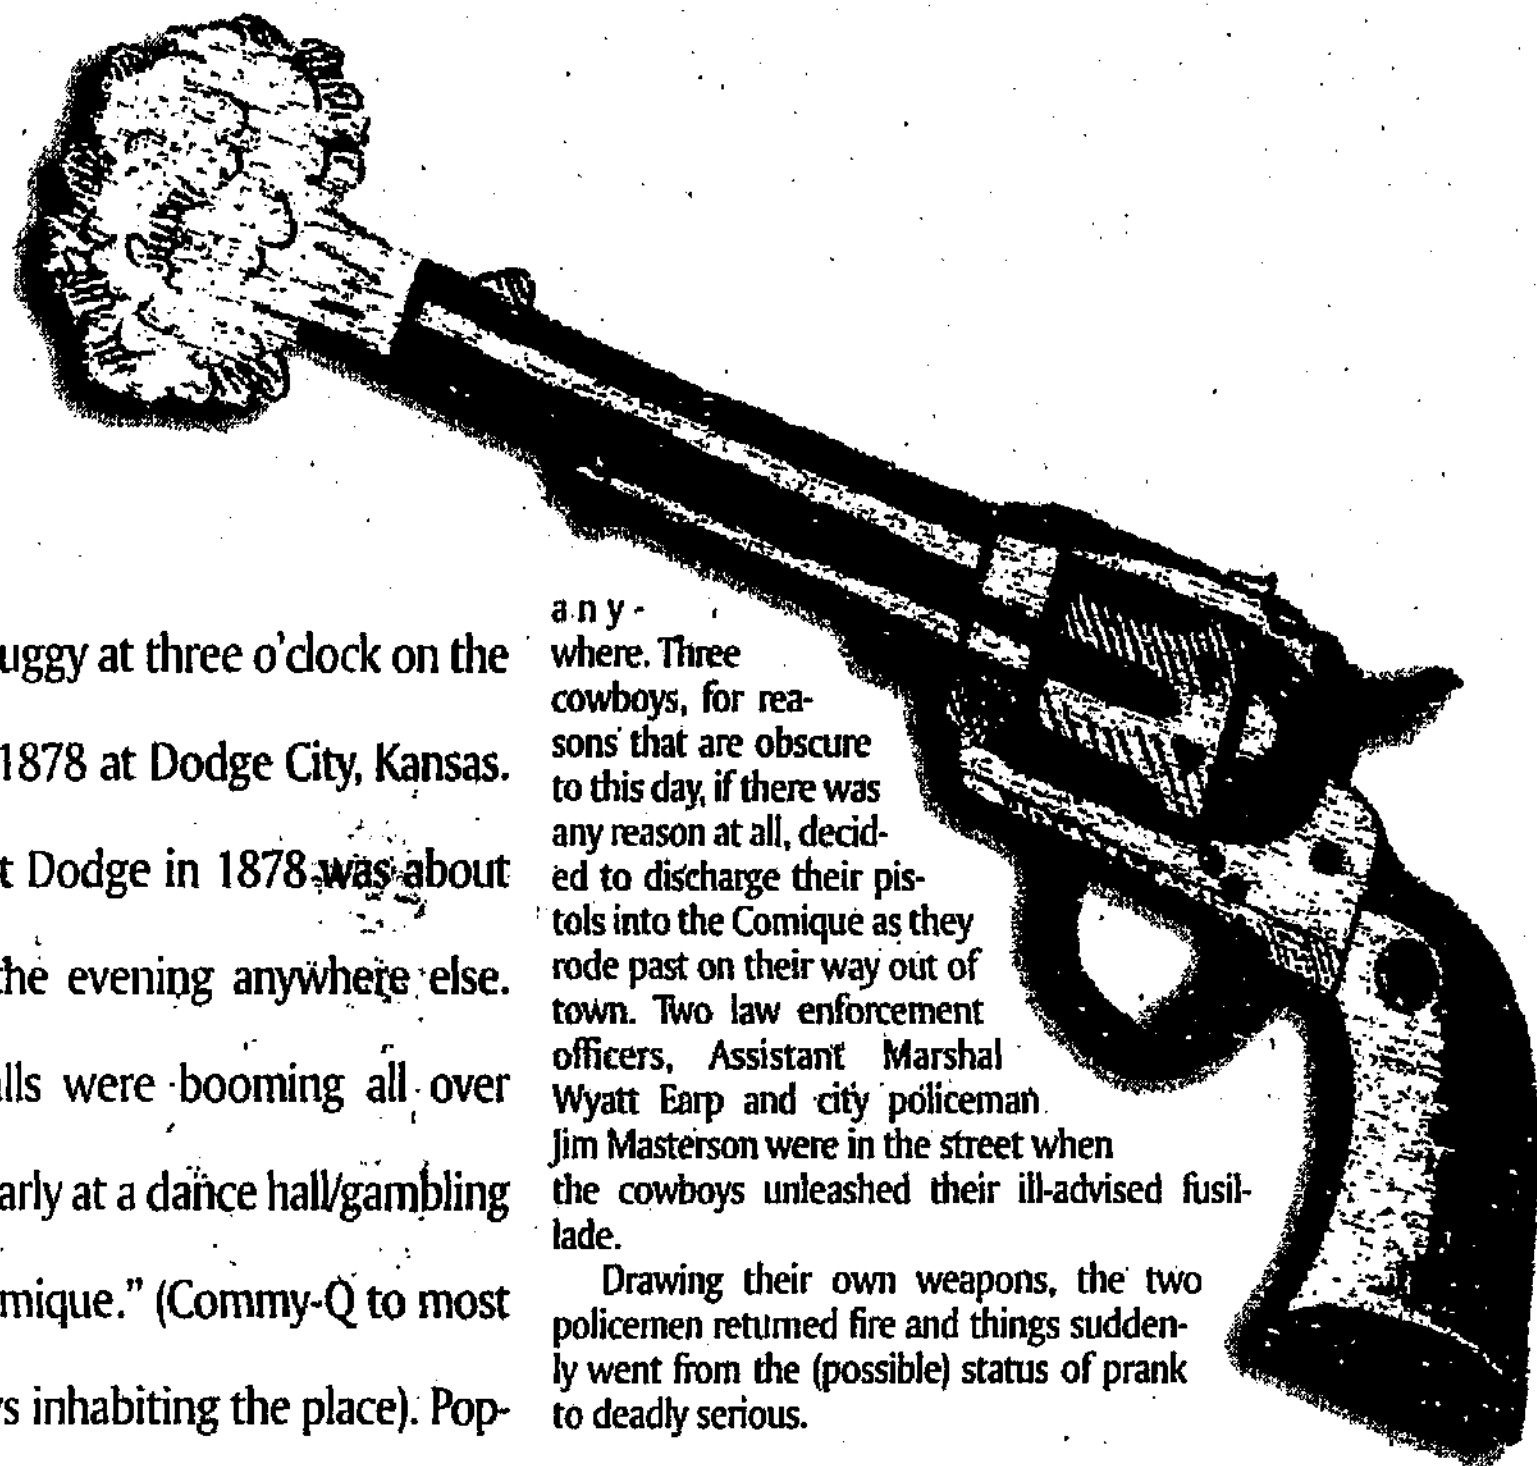 uggy at three o'clock on the
1878 at Dodge City, Kansas.
t Dodge in 1878 was about
the evening anywhere else.
alls were booming all over
arly at a dance hall/gambling
mique." (Commy-Q to most
s inhabiting the place). Pop-
any-
where. Three
cowboys, for rea-
sons that are obscure
to this day, if there was
any reason at all, decid-
ed to discharge their pis-
tols into the Comique as they
rode past on their way out of
town. Two law enforcement
officers, Assistant Marshal
Wyatt Earp and city policeman
Jim Masterson were in the street when
the cowboys unleashed their ill-advised fusil-
lade.
Drawing their own weapons, the two
policemen returned fire and things sudden-
ly went from the (possible) status of prank
to deadly serious.